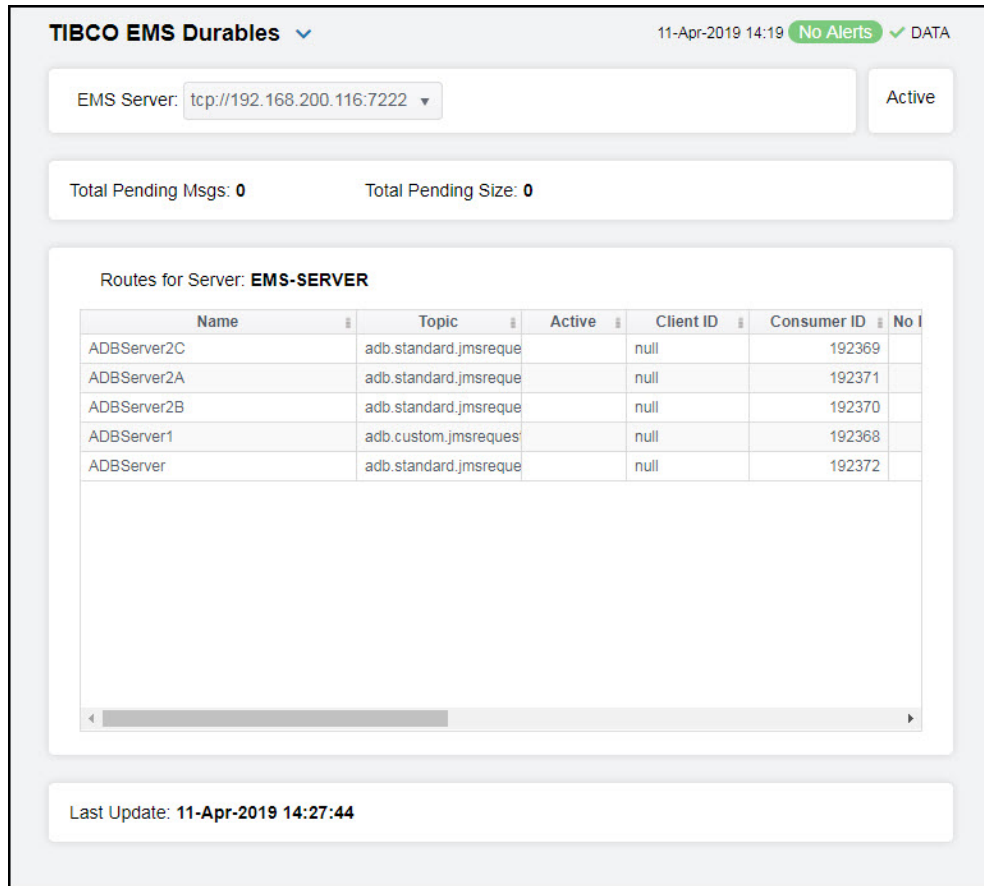 TIBCO EMS Durables 11-Apr-2019 14:19 No Alerts DATA
EMS Server: tcp://192.168.200.116:7222 Active
Total Pending Msgs: 0 Total Pending Size: 0
Routes for Server: EMS-SERVER
Name Topic Active Client ID Consumer ID No
ADBServer2C adb.standard.jmsreque null 192369
ADBServer2A adb.standard.jmsreque null 192371
ADBServer2B adb.standard.jmsreque null 192370
ADBServer1 adb.custom.jmsrequest null 192368
ADBServer adb.standard.jmsreque null 192372
Last Update: 11-Apr-2019 14:27:44